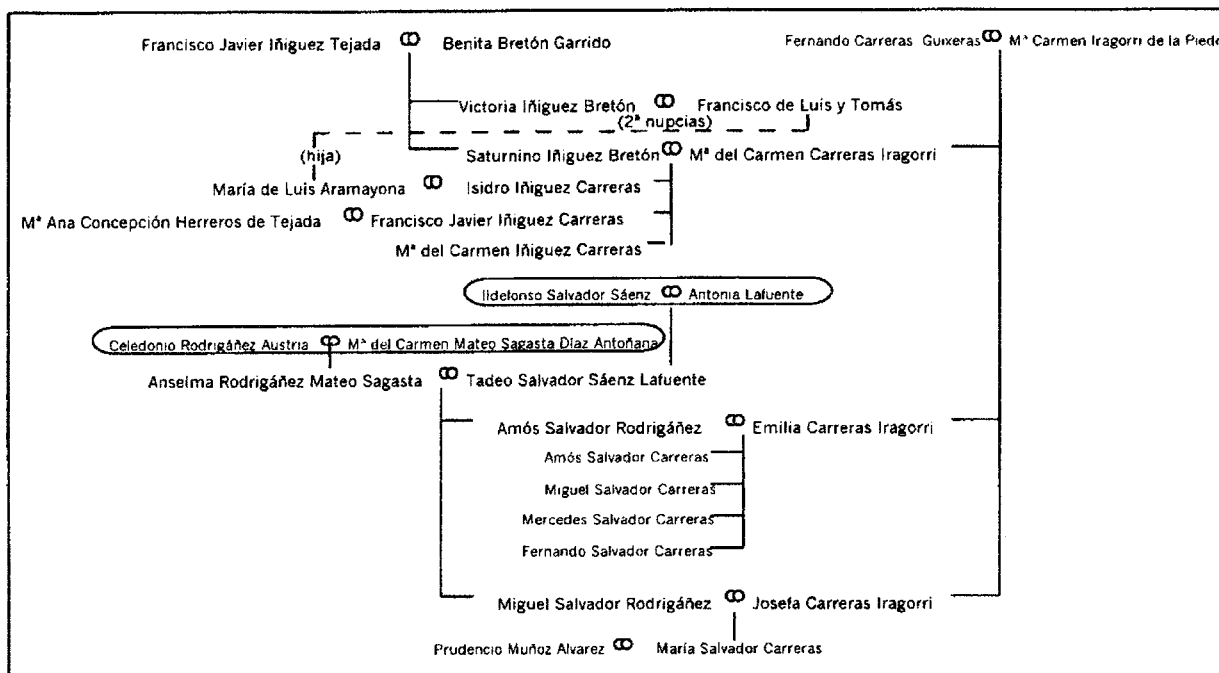 Francisco Javier Iñiguez Tejada Benita Bretón Garrido Fernando Carreras Guixeras Mª Carmen Iragorri de la Piede
Victoria Iñiguez Bretón Francisco de Luis y Tomás
(2ª nupcias)
(hija) Saturnino Iñiguez Bretón Mª del Carmen Carreras Iragorri
María de Luis Aramayona Isidro Iñiguez Carreras
Mª Ana Concepción Herreros de Tejada Francisco Javier Iñiguez Carreras
Mª del Carmen Iñiguez Carreras
Ildefonso Salvador Sáenz Antonia Lafuente
Celedonio Rodrigáñez Austria Mª del Carmen Mateo Sagasta Díaz Antoñana
Anselma Rodrigáñez Mateo Sagasta Tadeo Salvador Sáenz Lafuente
Amós Salvador Rodrigáñez Emilia Carreras Iragorri
Amós Salvador Carreras
Miguel Salvador Carreras
Mercedes Salvador Carreras
Fernando Salvador Carreras
Miguel Salvador Rodrigáñez Josefa Carreras Iragorri
Prudencio Muñoz Alvarez María Salvador Carreras